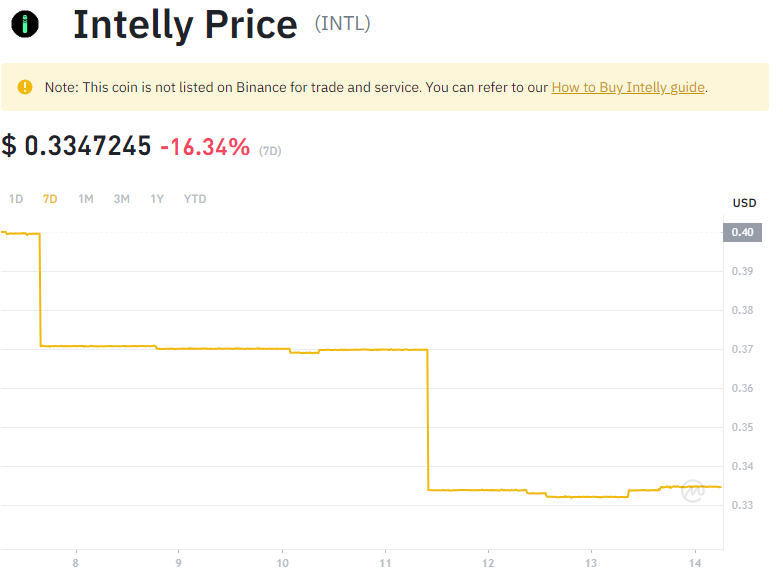 Intelly Price (INTL)
Note: This coin is not listed on Binance for trade and service. You can refer to our How to Buy Intelly guide.
$ 0.3347245 -16.34% (7D)
1D 7D 1M 3M 1Y YTD
USD
0.40
0.39
0.38
0.37
0.36
0.35
0.34
0.33
8 9 10 11 12 13 14